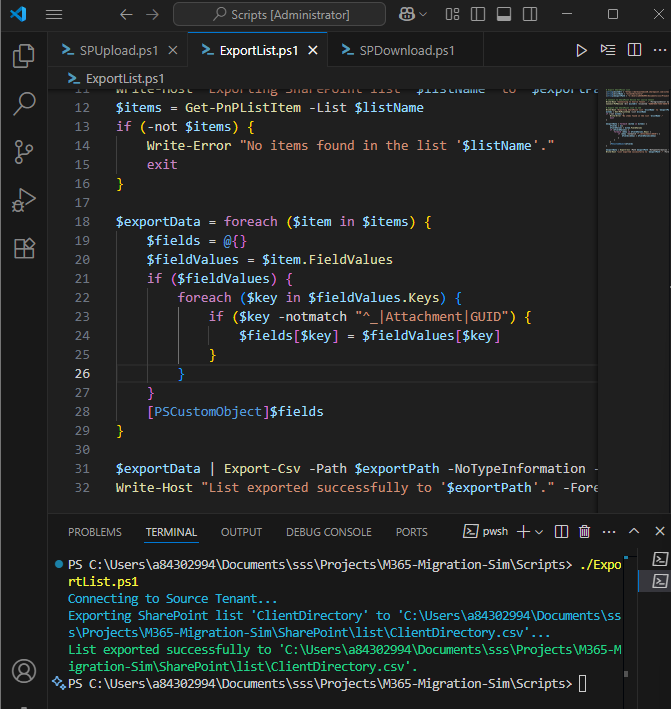 Scripts [Administrator]
SPUpload.ps1
ExportList.ps1
SPDownload.ps1
ExportList.ps1
11 Write-Host "Exporting SharePoint list '$listName' to '$exportPa
12 $items = Get-PnPListItem -List $listName
13 if (-not $items) {
14 Write-Error "No items found in the list '$listName'."
15 exit
16 }
17
18 $exportData = foreach ($item in $items) {
19 $fields = @{}
20 $fieldValues = $item.FieldValues
21 if ($fieldValues) {
22 foreach ($key in $fieldValues.Keys) {
23 if ($key -notmatch "^_|Attachment|GUID") {
24 $fields[$key] = $fieldValues[$key]
25 }
26 }
27 }
28 [PSCustomObject]$fields
29 }
30
31 $exportData | Export-Csv -Path $exportPath -NoTypeInformation -
32 Write-Host "List exported successfully to '$exportPath'." -Fore
PROBLEMS TERMINAL OUTPUT DEBUG CONSOLE PORTS pwsh
PS C:\Users\a84302994\Documents\sss\Projects\M365-Migration-Sim\Scripts> ./Expo
rtList.ps1
Connecting to Source Tenant...
Exporting SharePoint list 'ClientDirectory' to 'C:\Users\a84302994\Documents\ss
s\Projects\M365-Migration-Sim\SharePoint\list\ClientDirectory.csv'...
List exported successfully to 'C:\Users\a84302994\Documents\sss\Projects\M365-M
igration-Sim\SharePoint\list\ClientDirectory.csv'.
PS C:\Users\a84302994\Documents\sss\Projects\M365-Migration-Sim\Scripts>